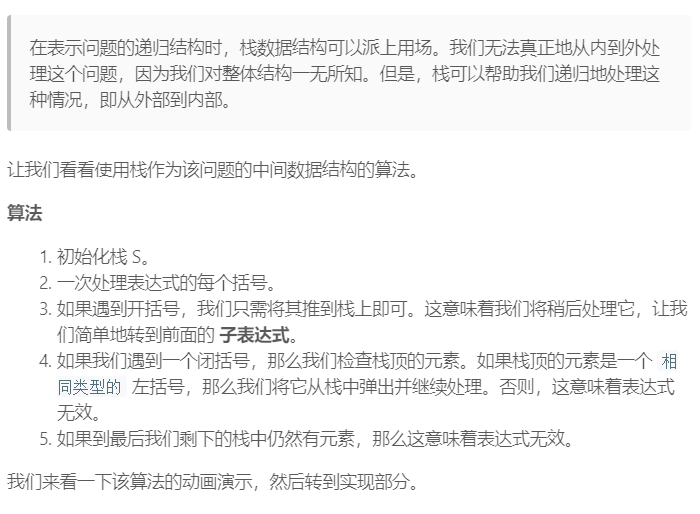 在表示问题的递归结构时，栈数据结构可以派上用场。我们无法真正地从内到外处
理这个问题，因为我们对整体结构一无所知。但是，栈可以帮助我们递归地处理这
种情况，即从外部到内部。
让我们看看使用栈作为该问题的中间数据结构的算法。
算法
1. 初始化栈 S。
2. 一次处理表达式的每个括号。
3. 如果遇到开括号，我们只需将其推到栈上即可。这意味着我们将稍后处理它，让我
们简单地转到前面的 子表达式。
4. 如果我们遇到一个闭括号，那么我们检查栈顶的元素。如果栈顶的元素是一个 相
同类型的 左括号，那么我们将它从栈中弹出并继续处理。否则，这意味着表达式
无效。
5. 如果到最后我们剩下的栈中仍然有元素，那么这意味着表达式无效。
我们来看一下该算法的动画演示，然后转到实现部分。